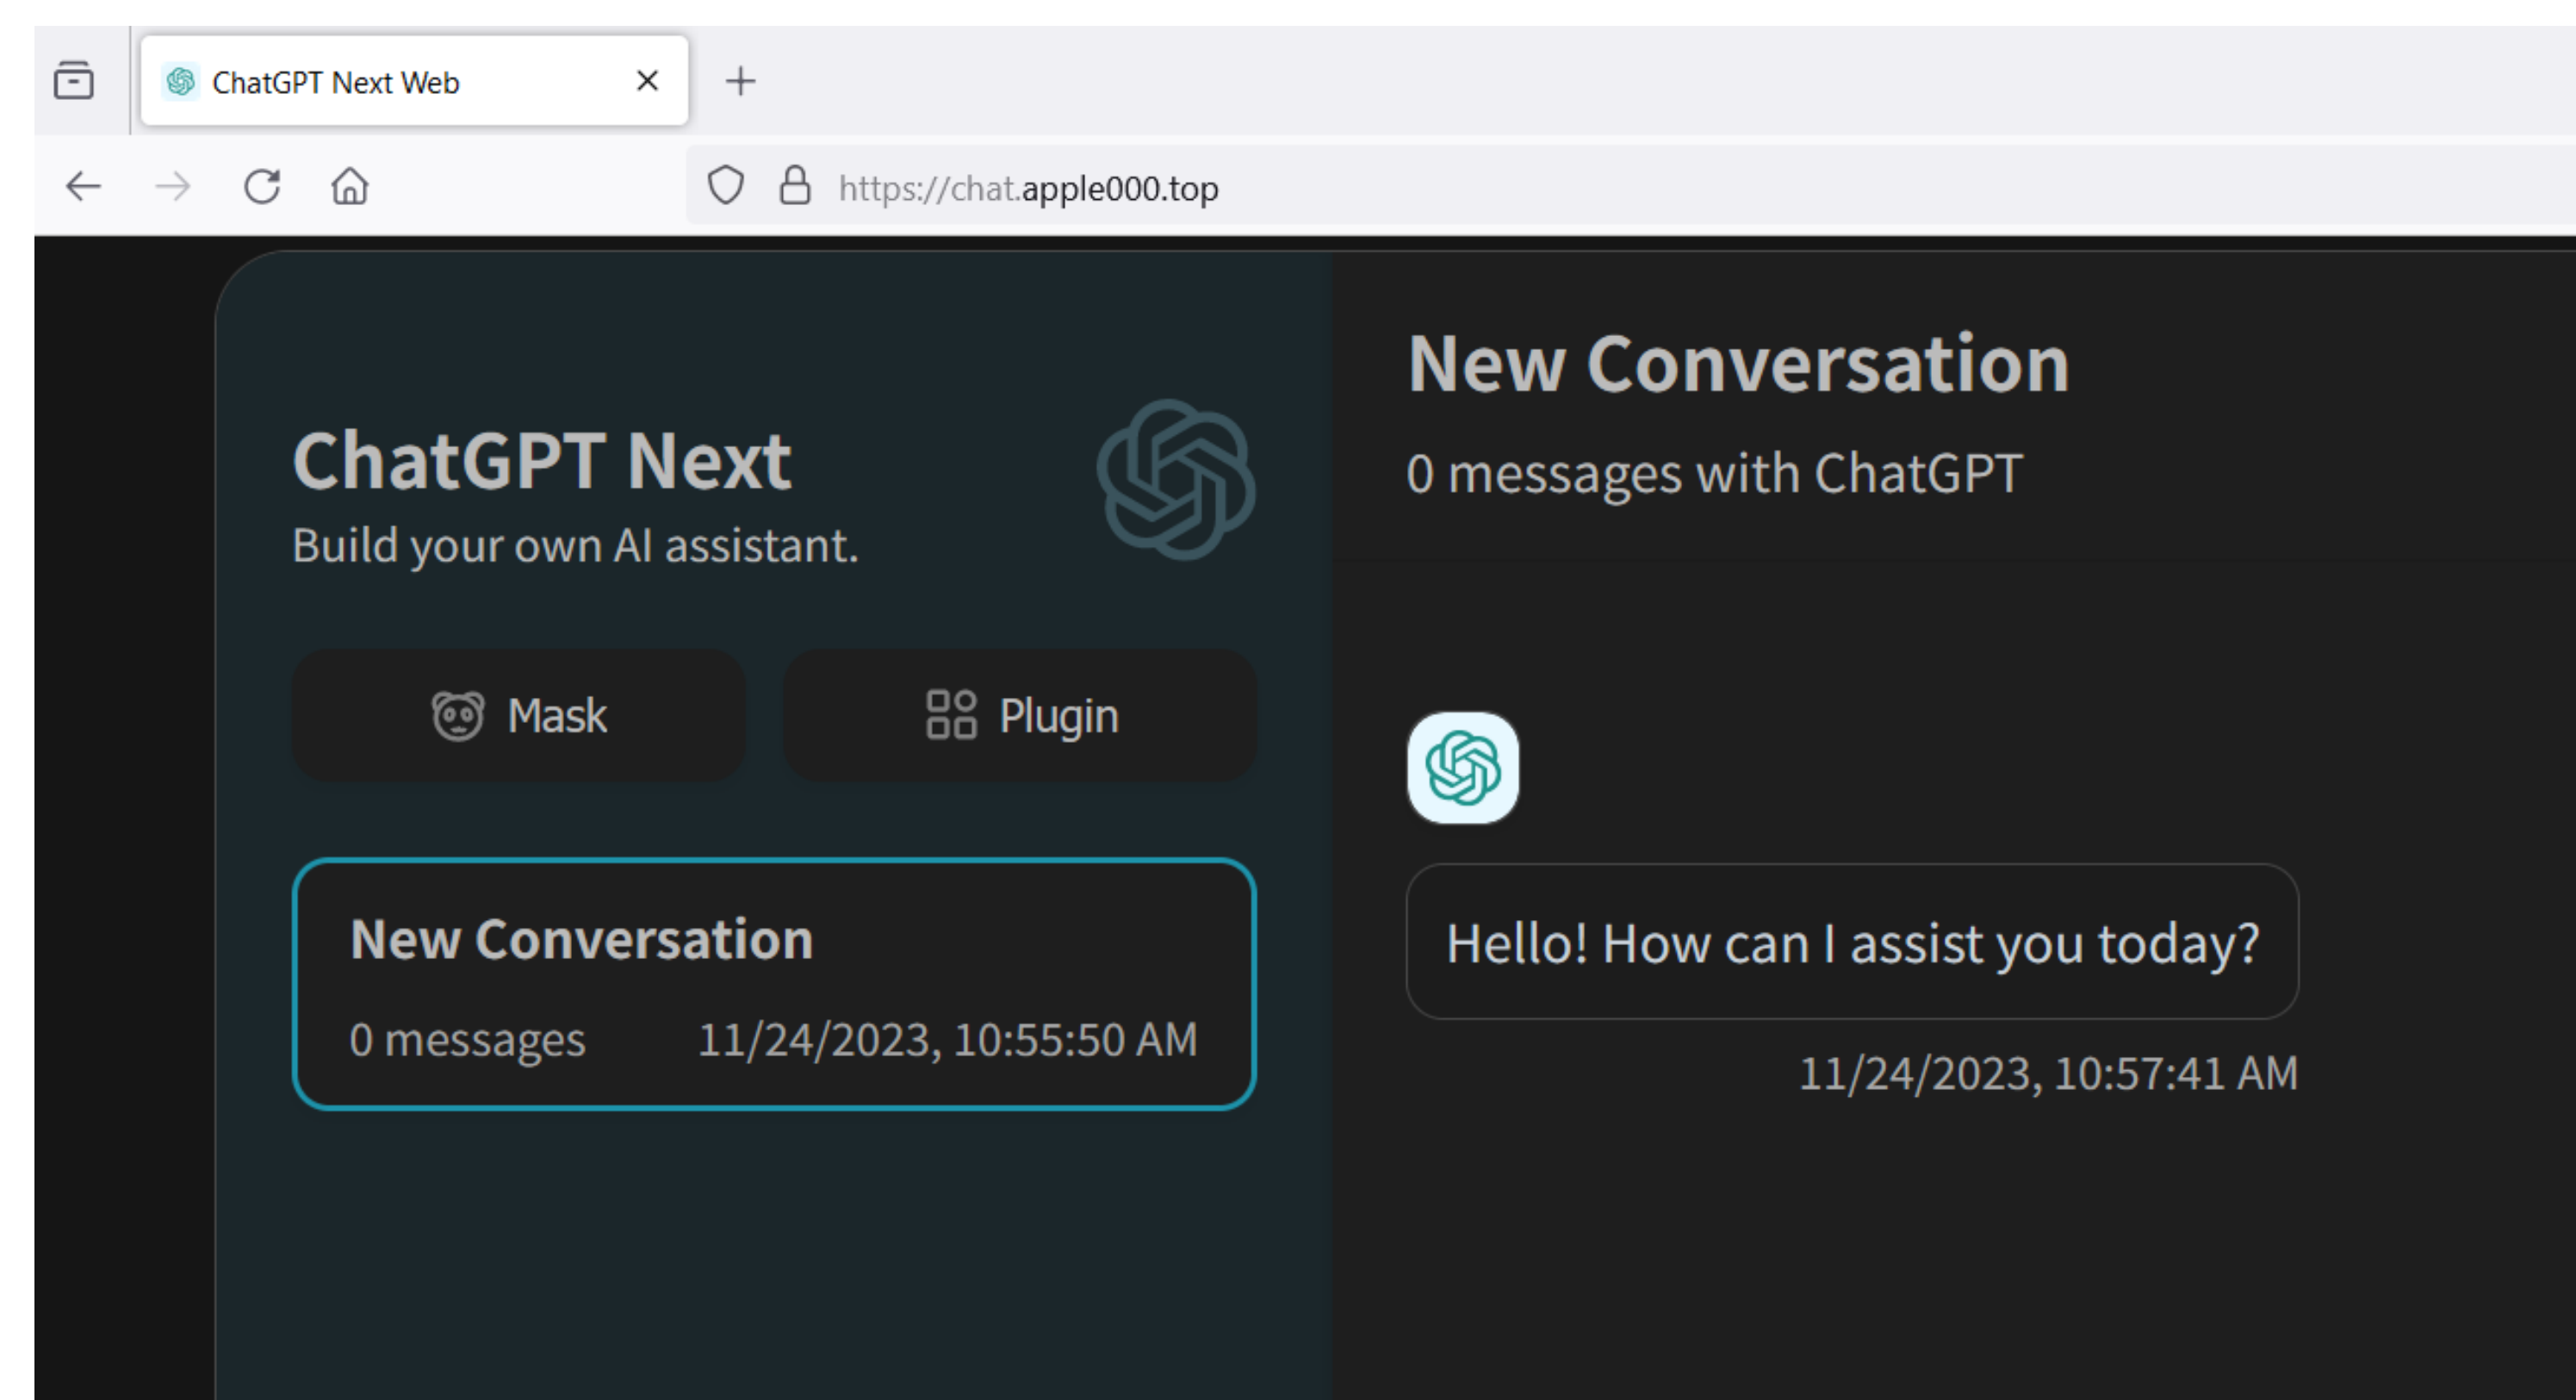 ChatGPT Next Web
https://chat.apple000.top
ChatGPT Next
Build your own AI assistant.
Mask
Plugin
New Conversation
0 messages 11/24/2023, 10:55:50 AM
New Conversation
0 messages with ChatGPT
Hello! How can I assist you today?
11/24/2023, 10:57:41 AM